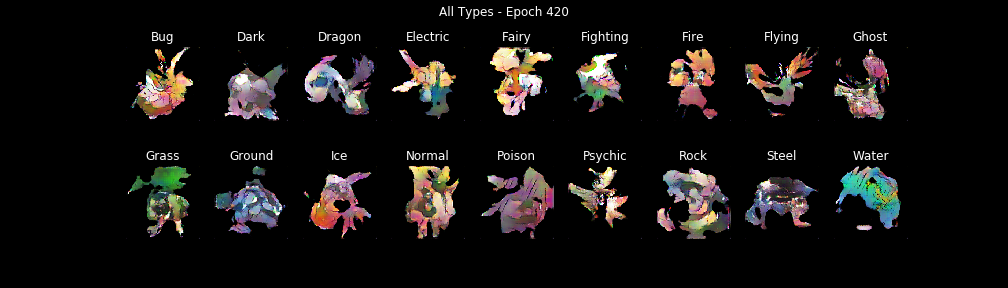 All Types - Epoch 420
Bug Dark Dragon Electric Fairy Fighting Fire Flying Ghost
Grass Ground Ice Normal Poison Psychic Rock Steel Water